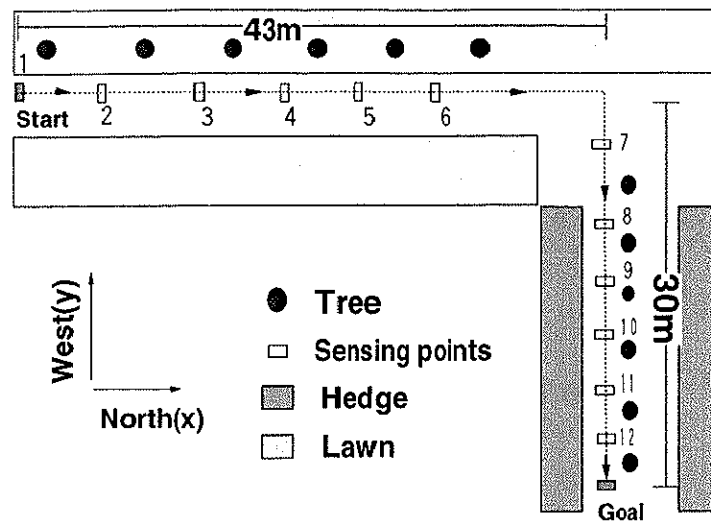 43m
1
Start
2
3
4
5
6
7
8
9
10
11
12
30m
West(y)
North(x)
Tree
Sensing points
Hedge
Lawn
Goal